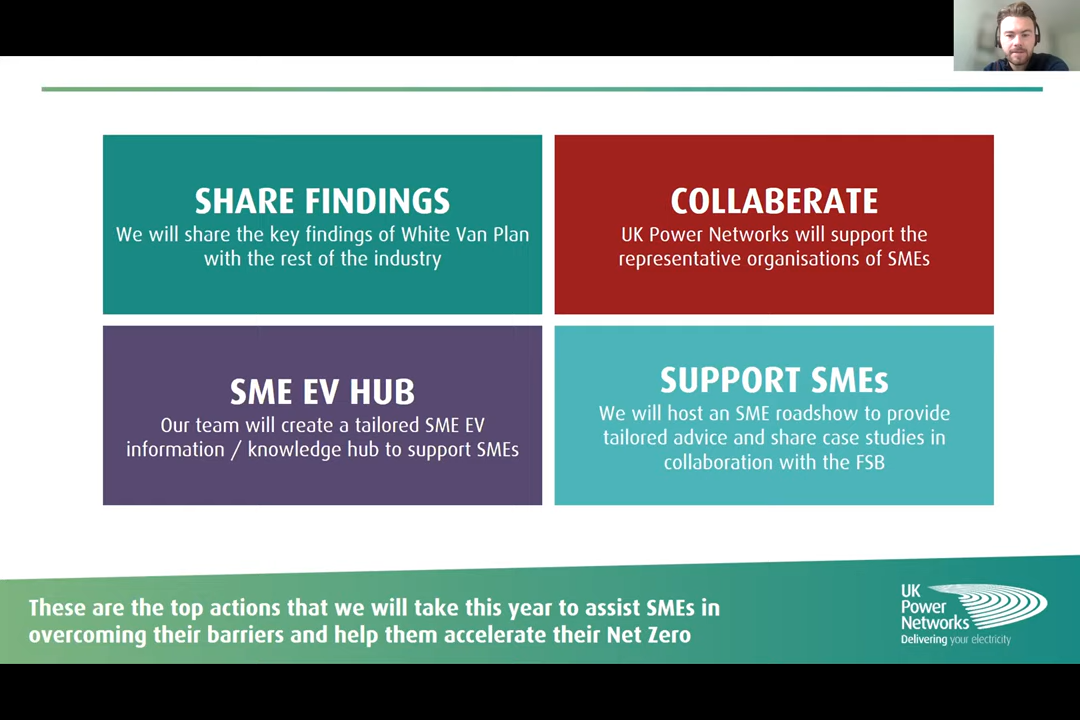 SHARE FINDINGS
We will share the key findings of White Van Plan
with the rest of the industry
COLLABERATE
UK Power Networks will support the
representative organisations of SMEs
SME EV HUB
Our team will create a tailored SME EV
information / knowledge hub to support SMEs
SUPPORT SMEs
We will host an SME roadshow to provide
tailored advice and share case studies in
collaboration with the FSB
These are the top actions that we will take this year to assist SMEs in
overcoming their barriers and help them accelerate their Net Zero
UK
Power
Networks
Delivering your electricity